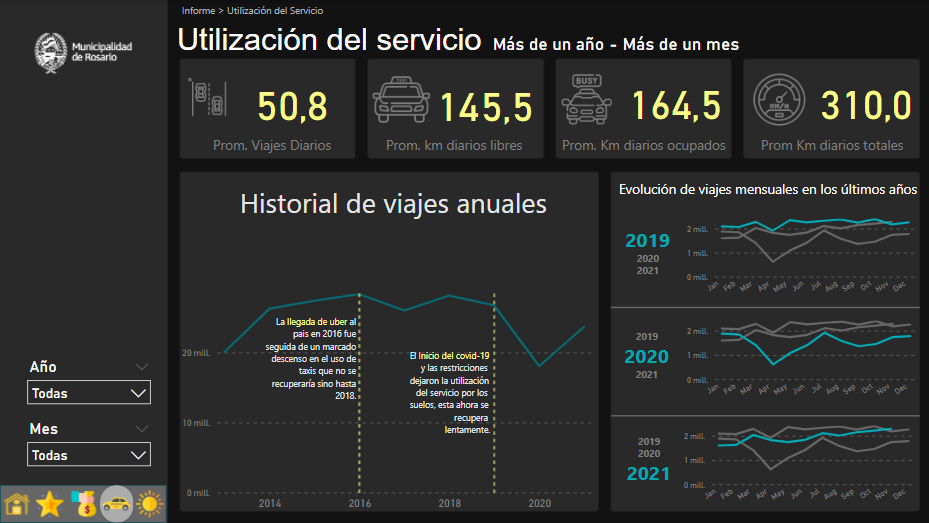 Informe > Utilización del Servicio
Municipalidad
de Rosario
Utilización del servicio Más de un año - Más de un mes
50,8
Prom. Viajes Diarios
145,5
Prom. km diarios libres
BUSY
164,5
Prom. Km diarios ocupados
KM/H
310,0
Prom Km diarios totales
Año
Todas
Mes
Todas
Historial de viajes anuales
20 mill.
10 mill.
0 mill.
2014
2016
2018
2020
La llegada de uber al
país en 2016 fue
seguida de un marcado
descenso en el uso de
taxis que no se
recuperaría sino hasta
2018.
El Inicio del covid-19
y las restricciones
dejaron la utilización
del servicio por los
suelos, esta ahora se
recupera
lentamente.
Evolución de viajes mensuales en los últimos años
2019
2020
2021
2 mill.
1 mill.
0 mill.
Jan Feb Mar Apr May Jun Jul Aug Sep Oct Nov Dec
2019
2020
2021
2 mill.
1 mill.
0 mill.
Jan Feb Mar Apr May Jun Jul Aug Sep Oct Nov Dec
2019
2020
2021
2 mill.
1 mill.
0 mill.
Jan Feb Mar Apr May Jun Jul Aug Sep Oct Nov Dec